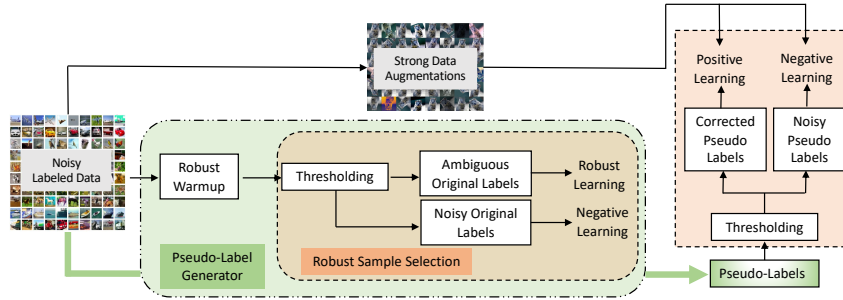 Strong Data
Augmentations
Positive
Learning
Negative
Learning
Corrected
Pseudo
Labels
Noisy
Pseudo
Labels
Noisy
Labeled Data
Robust
Warmup
Thresholding
Ambiguous
Original Labels
Robust
Learning
Noisy Original
Labels
Negative
Learning
Thresholding
Pseudo-Label
Generator
Robust Sample Selection
Pseudo-Labels